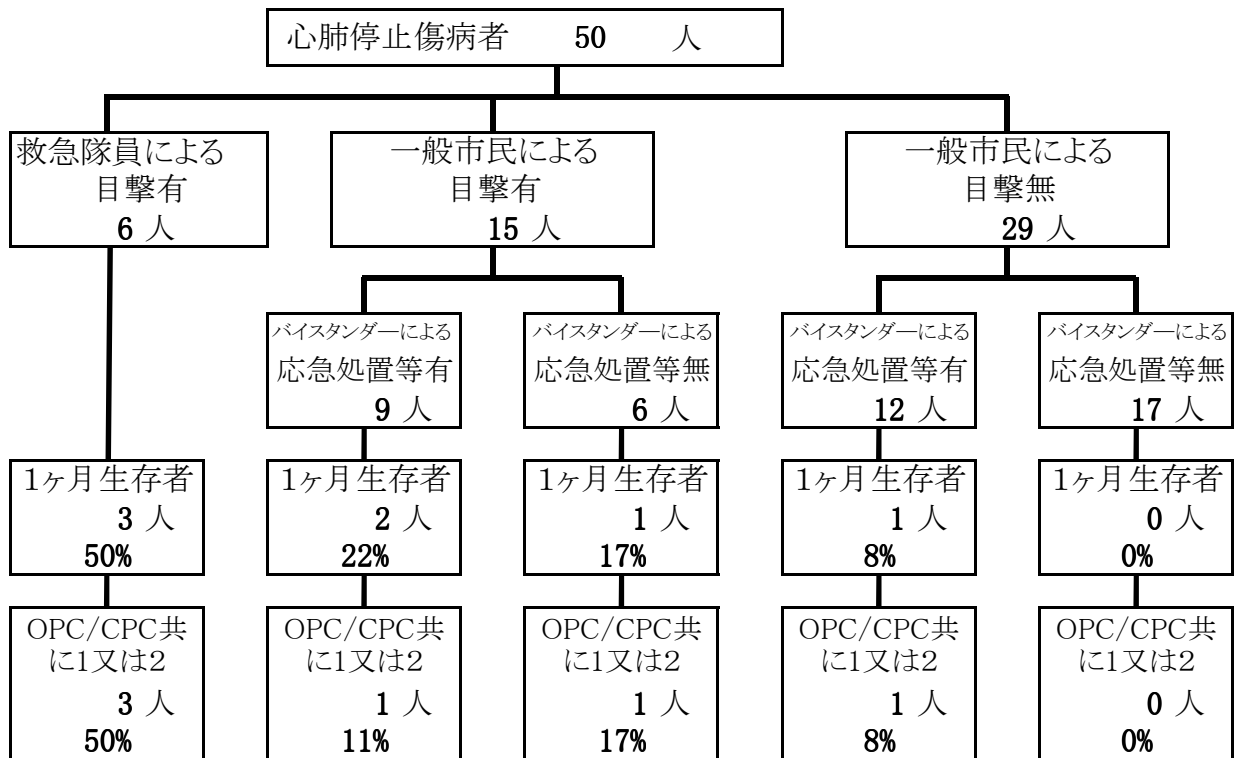 心肺停止傷病者 50 人
救急隊員による
目撃有
6 人
一般市民による
目撃有
15 人
一般市民による
目撃無
29 人
バイスタンダーによる
応急処置等有
9 人
バイスタンダーによる
応急処置等無
6 人
バイスタンダーによる
応急処置等有
12 人
バイスタンダーによる
応急処置等無
17 人
1ヶ月生存者
3 人
50%
1ヶ月生存者
2 人
22%
1ヶ月生存者
1 人
17%
1ヶ月生存者
1 人
8%
1ヶ月生存者
0 人
0%
OPC/CPC共
に1又は2
3 人
50%
OPC/CPC共
に1又は2
1 人
11%
OPC/CPC共
に1又は2
1 人
17%
OPC/CPC共
に1又は2
1 人
8%
OPC/CPC共
に1又は2
0 人
0%